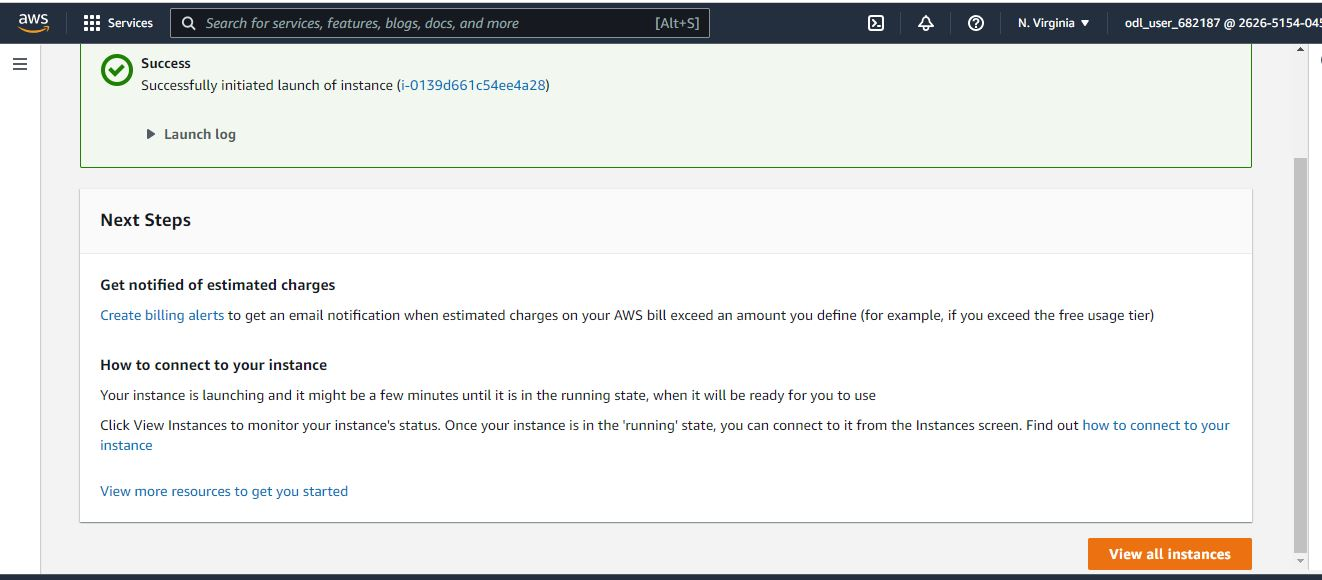 aws
Services
Search for services, features, blogs, docs, and more
[Alt+S]
N. Virginia
odl_user_682187 @ 2626-5154-045
Success
Successfully initiated launch of instance (i-0139d661c54ee4a28)
Launch log
Next Steps
Get notified of estimated charges
Create billing alerts to get an email notification when estimated charges on your AWS bill exceed an amount you define (for example, if you exceed the free usage tier)
How to connect to your instance
Your instance is launching and it might be a few minutes until it is in the running state, when it will be ready for you to use
Click View Instances to monitor your instance's status. Once your instance is in the 'running' state, you can connect to it from the Instances screen. Find out how to connect to your
instance
View more resources to get you started
View all instances